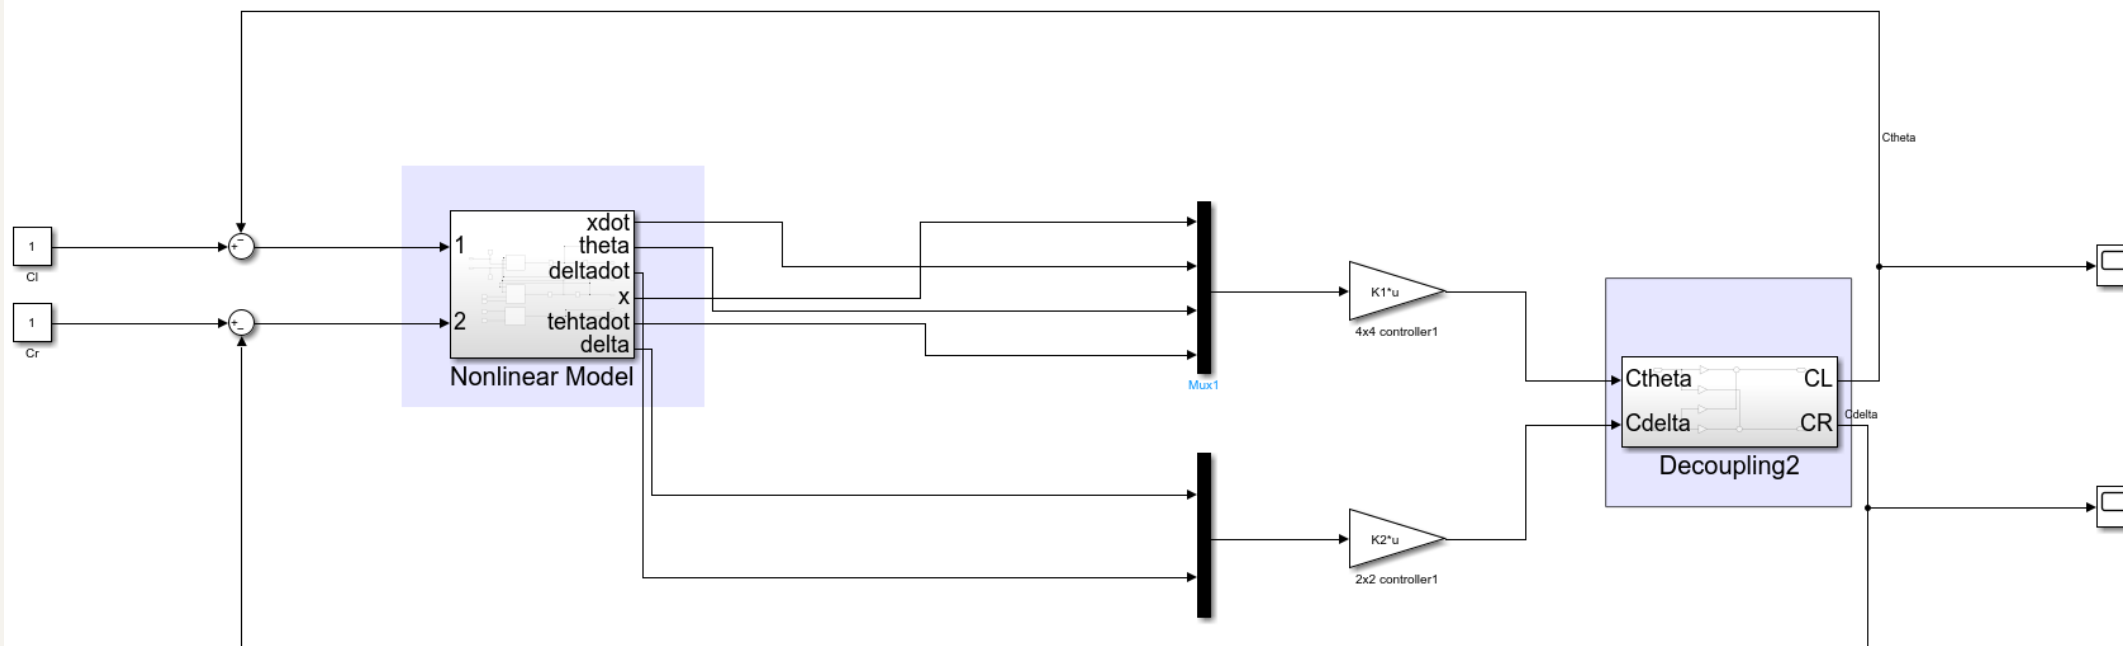 Ctheta
1
Cl
1
Cr
1
2
xdot
theta
deltadot
x
tehtadot
delta
Nonlinear Model
Mux1
K1*u
4x4 controller1
K2*u
2x2 controller1
Ctheta
Cdelta
CL
CR
Decoupling2
Cdelta